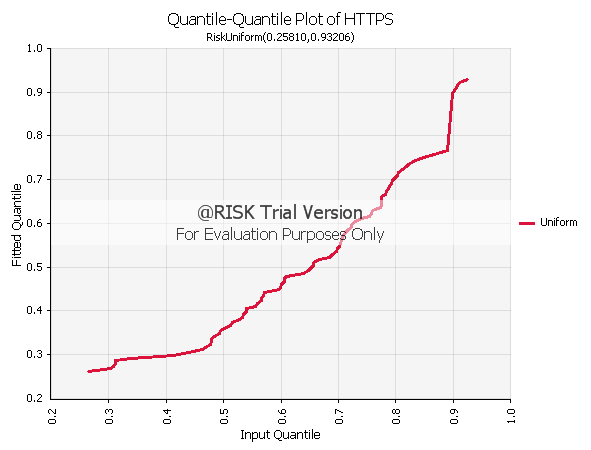 Quantile-Quantile Plot of HTTPS
RiskUniform(0.25810,0.93206)
1.0
0.9
0.8
0.7
0.6
0.5
0.4
0.3
0.2
Fitted Quantile
@RISK Trial Version
For Evaluation Purposes Only
Uniform
0.2
0.3
0.4
0.5
0.6
0.7
0.8
0.9
1.0
Input Quantile